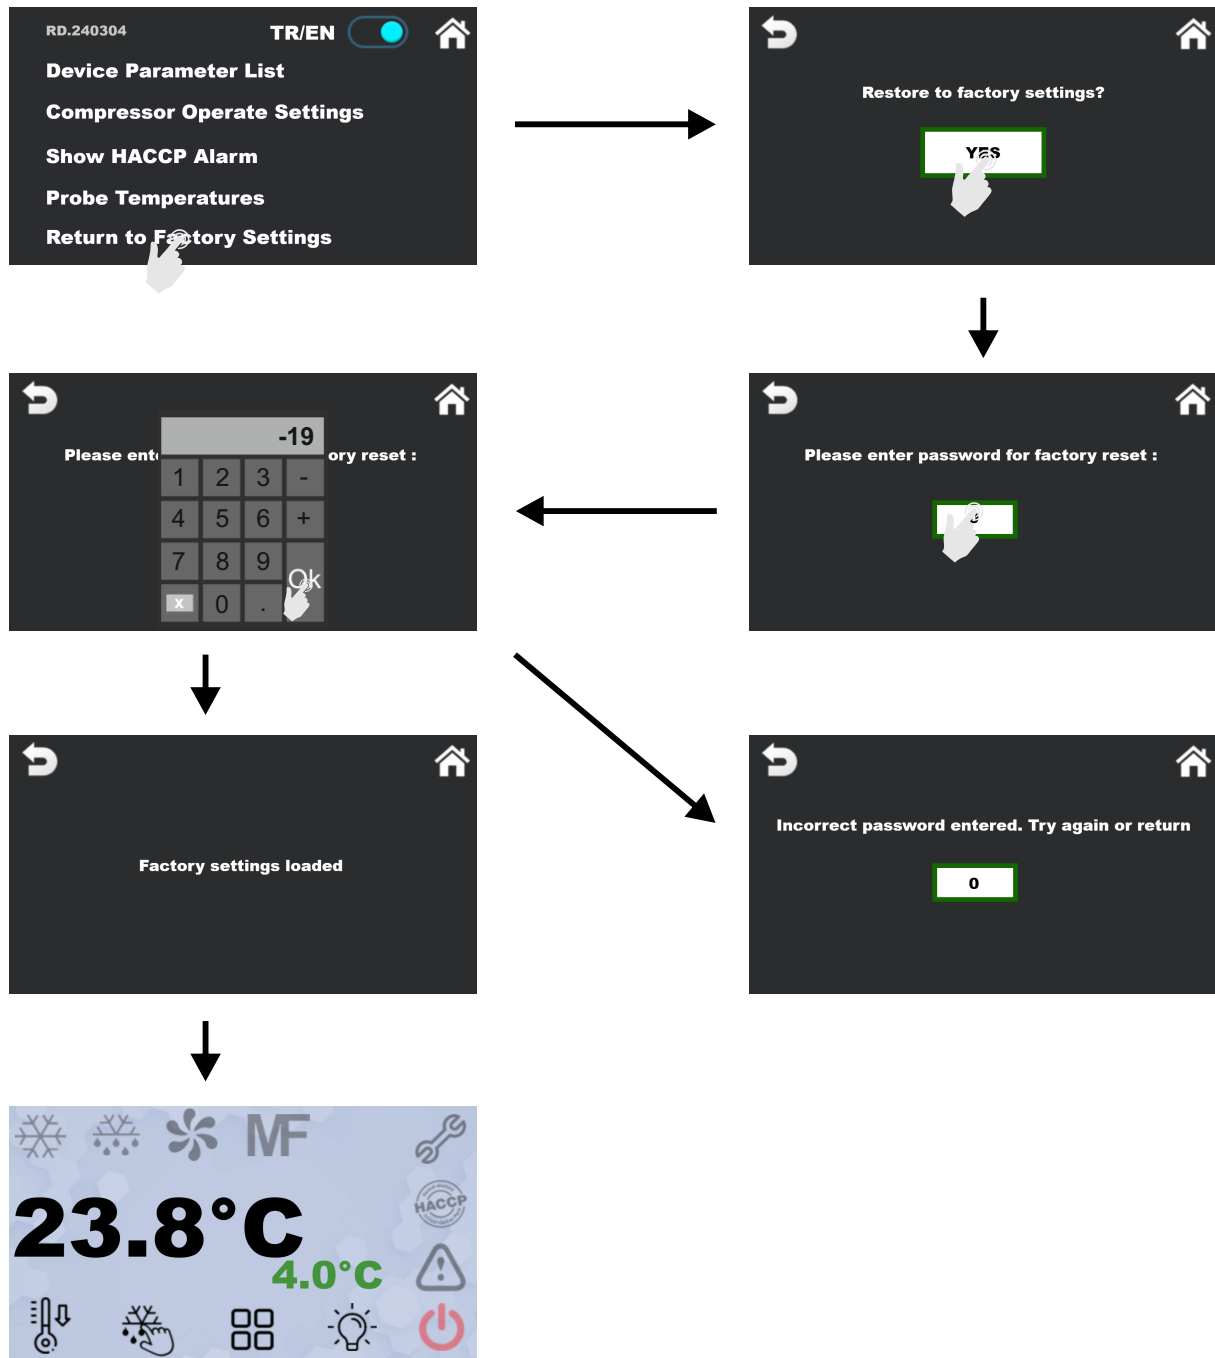 RD.240304
TR/EN
Device Parameter List
Compressor Operate Settings
Show HACCP Alarm
Probe Temperatures
Return to Factory Settings
Restore to factory settings?
YES
Please enter password for factory reset :
-19
Please ente
ory reset :
1 2 3 -
4 5 6 +
7 8 9
Ok
x 0 .
Factory settings loaded
Incorrect password entered. Try again or return
0
MF
23.8°C
HACCP
4.0°C